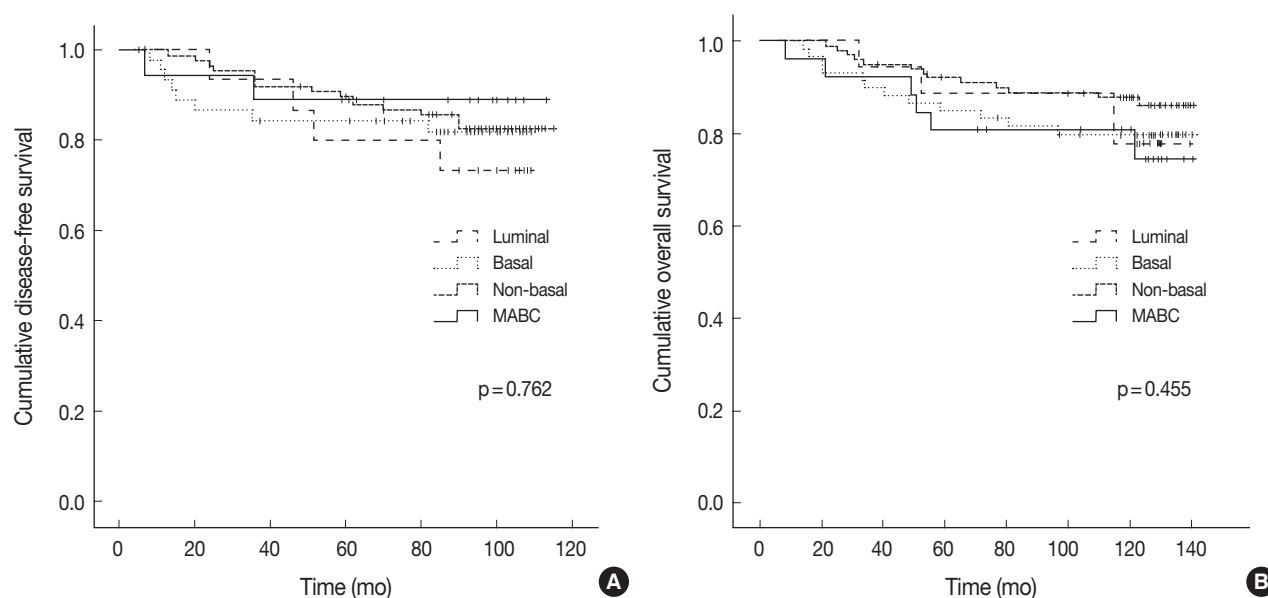 Cumulative disease-free survival
1.0
0.8
0.6
0.4
0.2
0.0
Luminal
Basal
Non-basal
MABC
p=0.762
0 20 40 60 80 100 120
Time (mo)
A
Cumulative overall survival
1.0
0.8
0.6
0.4
0.2
0.0
Luminal
Basal
Non-basal
MABC
p=0.455
0 20 40 60 80 100 120 140
Time (mo)
B